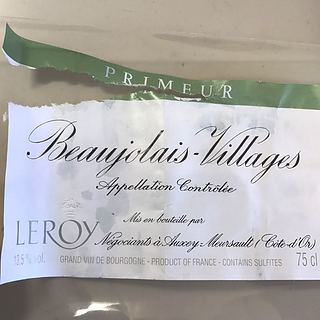 PRIMEUR
Beaujolais-Villages
Appellation Contrôlée
Mis en bouteille par
LEROY
Négociants à Auxey-Meursault (Côte-d'Or)
13.5% vol. GRAND VIN DE BOURGOGNE - PRODUCT OF FRANCE - CONTAINS SULFITES 75 cl